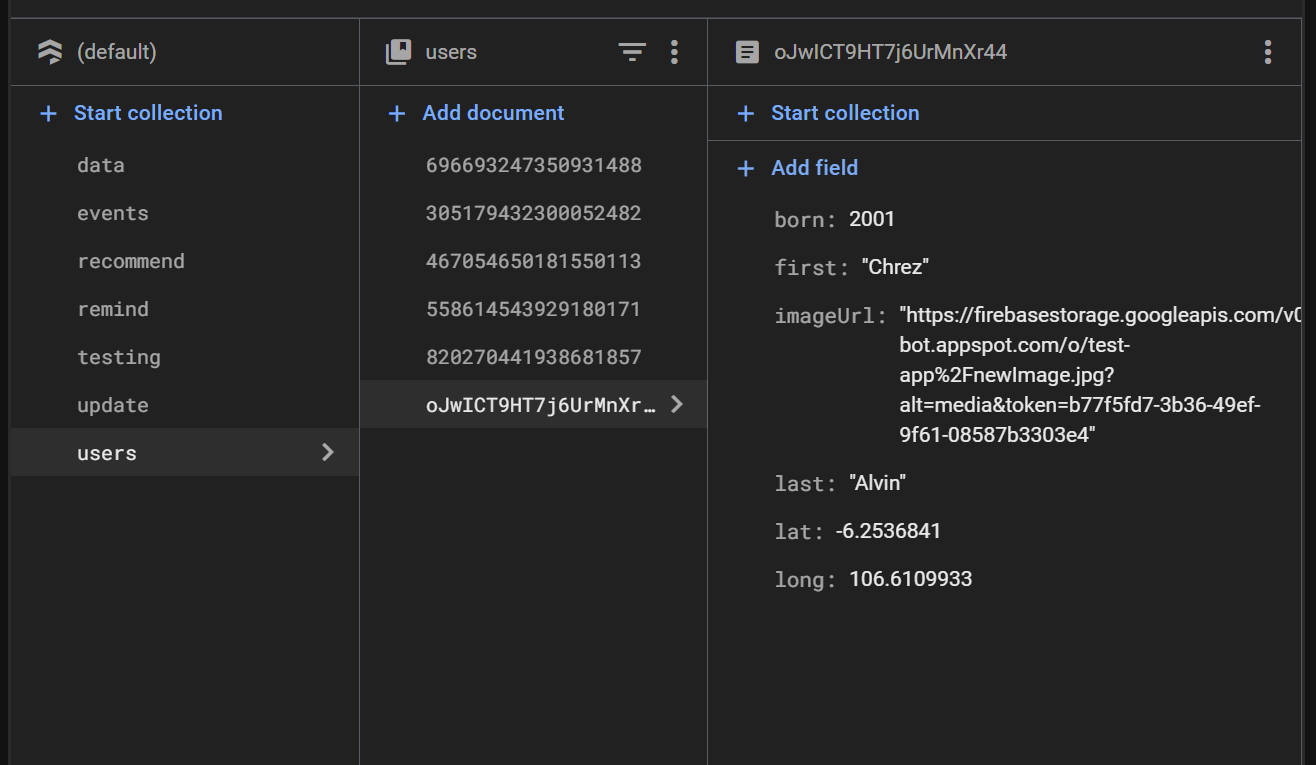 (default)
Start collection
data
events
recommend
remind
testing
update
users
users
Add document
696693247350931488
305179432300052482
467054650181550113
558614543929180171
820270441938681857
oJwICT9HT7j6UrMnXr…
oJwICT9HT7j6UrMnXr44
Start collection
Add field
born: 2001
first: "Chrez"
imageUrl: "https://firebasestorage.googleapis.com/v0
bot.appspot.com/o/test-
app%2FnewImage.jpg?
alt=media&token=b77f5fd7-3b36-49ef-
9f61-08587b3303e4"
last: "Alvin"
lat: -6.2536841
long: 106.6109933